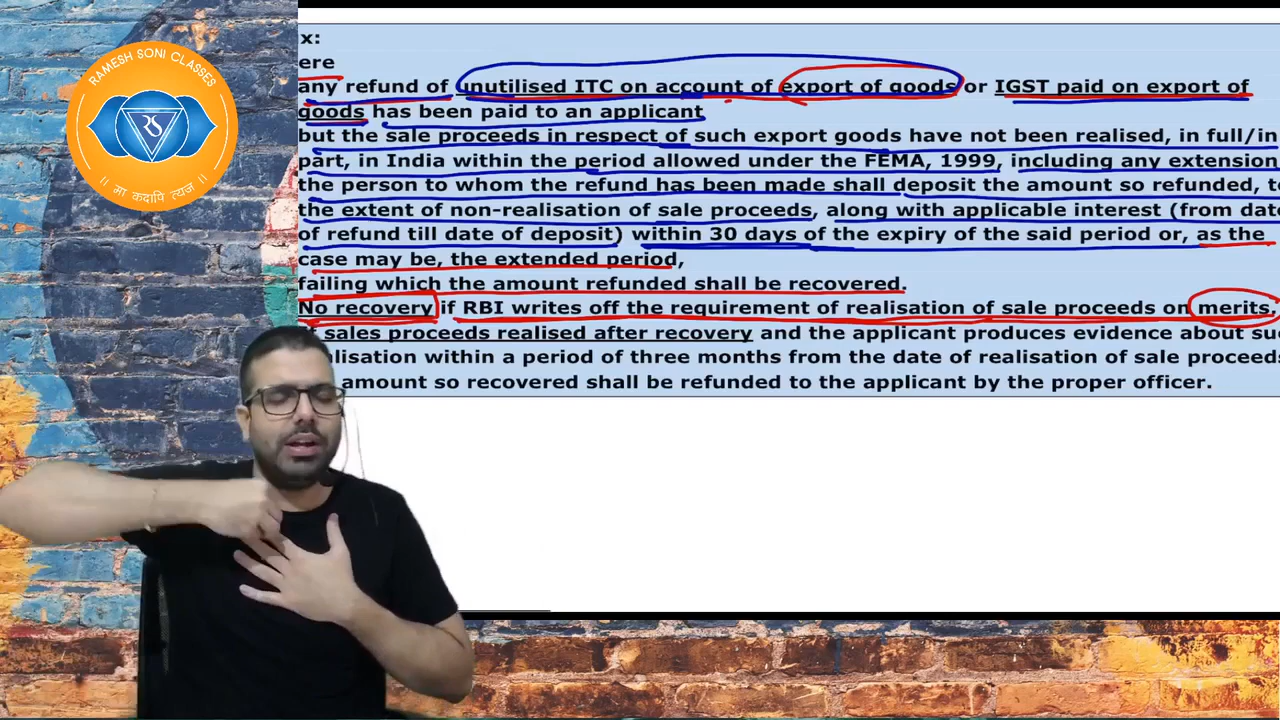 RAMESH SONI CLASSES
।। मा कदापि त्यज ।।
x:
ere
any refund of unutilised ITC on account of export of goods or IGST paid on export of
goods has been paid to an applicant
but the sale proceeds in respect of such export goods have not been realised, in full/in
part, in India within the period allowed under the FEMA, 1999, including any extension
the person to whom the refund has been made shall deposit the amount so refunded, t
the extent of non-realisation of sale proceeds, along with applicable interest (from dat
of refund till date of deposit) within 30 days of the expiry of the said period or, as the
case may be, the extended period,
failing which the amount refunded shall be recovered.
No recovery if RBI writes off the requirement of realisation of sale proceeds on merits.
sales proceeds realised after recovery and the applicant produces evidence about su
alisation within a period of three months from the date of realisation of sale proceeds
amount so recovered shall be refunded to the applicant by the proper officer.